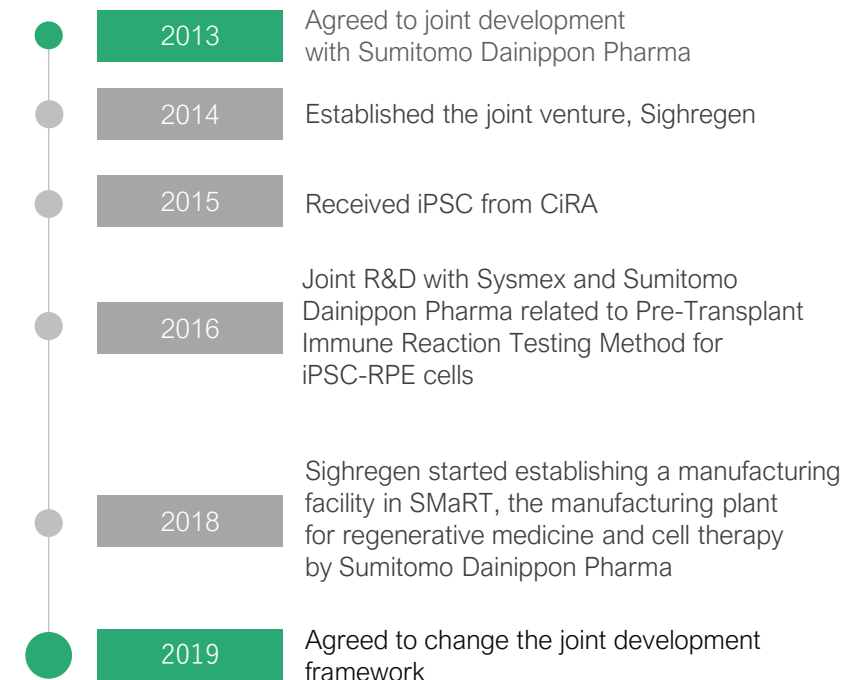 2013
Agreed to joint development
with Sumitomo Dainippon Pharma
2014
Established the joint venture, Sighregen
2015
Received iPSC from CiRA
2016
Joint R&D with Sysmex and Sumitomo
Dainippon Pharma related to Pre-Transplant
Immune Reaction Testing Method for
iPSC-RPE cells
2018
Sighregen started establishing a manufacturing
facility in SMaRT, the manufacturing plant
for regenerative medicine and cell therapy
by Sumitomo Dainippon Pharma
2019
Agreed to change the joint development
framework